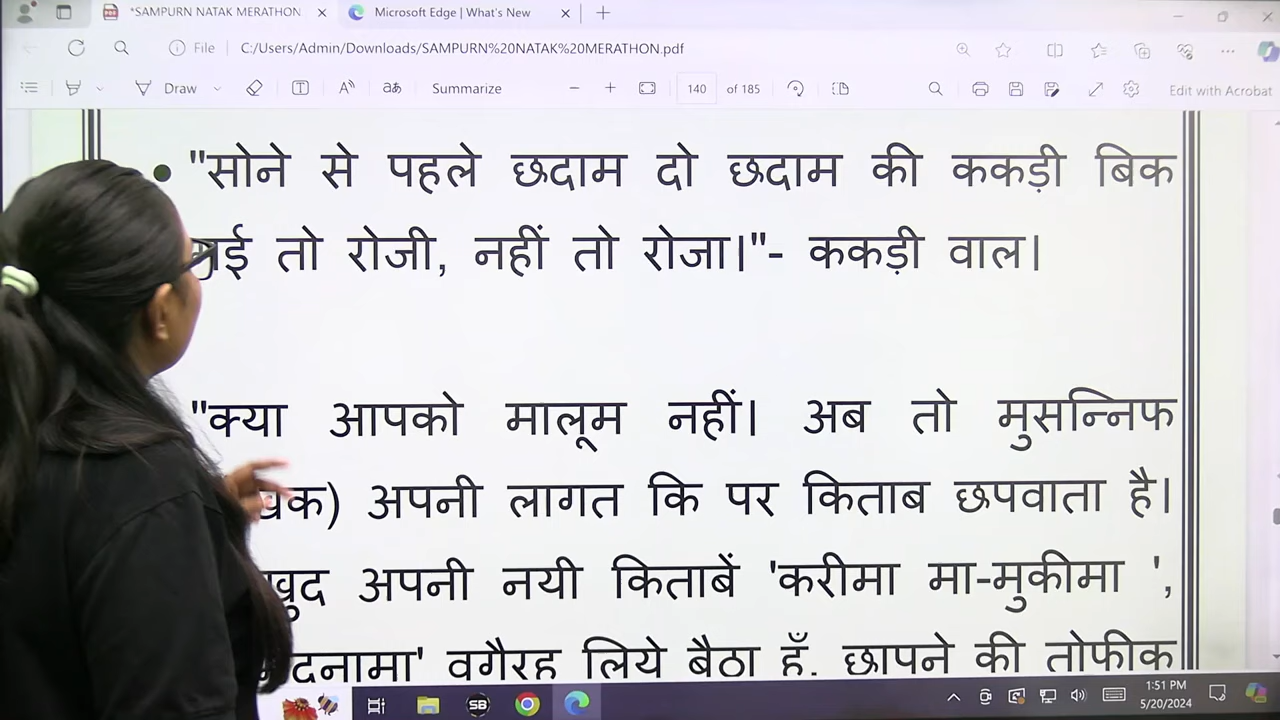 *SAMPURN NATAK MERATHON
Microsoft Edge | What's New
File C:/Users/Admin/Downloads/SAMPURN%20NATAK%20MERATHON.pdf
Draw Summarize 140 of 185 Edit with Acrobat
"सोने से पहले छदाम दो छदाम की ककड़ी बिक
तो रोजी, नहीं तो रोजा।"- ककड़ी वाल।
"क्या आपको मालूम नहीं। अब तो मुसन्निफ
अपनी लागत कि पर किताब छपवाता है।
खुद अपनी नयी किताबें 'करीमा मा-मुकीमा ',
वगैरह लिये बैठा हूँ. छापने की तोफीक
1:51 PM
5/20/2024